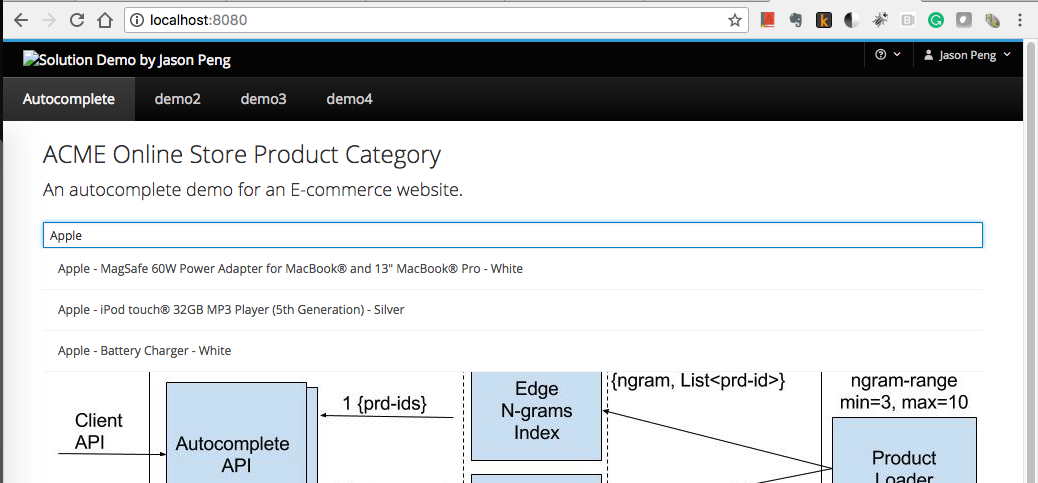 localhost:8080
Solution Demo by Jason Peng
Jason Peng
Autocomplete demo2 demo3 demo4
ACME Online Store Product Category
An autocomplete demo for an E-commerce website.
Apple
Apple - MagSafe 60W Power Adapter for MacBook® and 13" MacBook® Pro - White
Apple - iPod touch® 32GB MP3 Player (5th Generation) - Silver
Apple - Battery Charger - White
Client
API
Autocomplete
API
1 {prd-ids}
Edge
N-grams
Index
{ngram, List<prd-id>}
ngram-range
min=3, max=10
Product
Loader